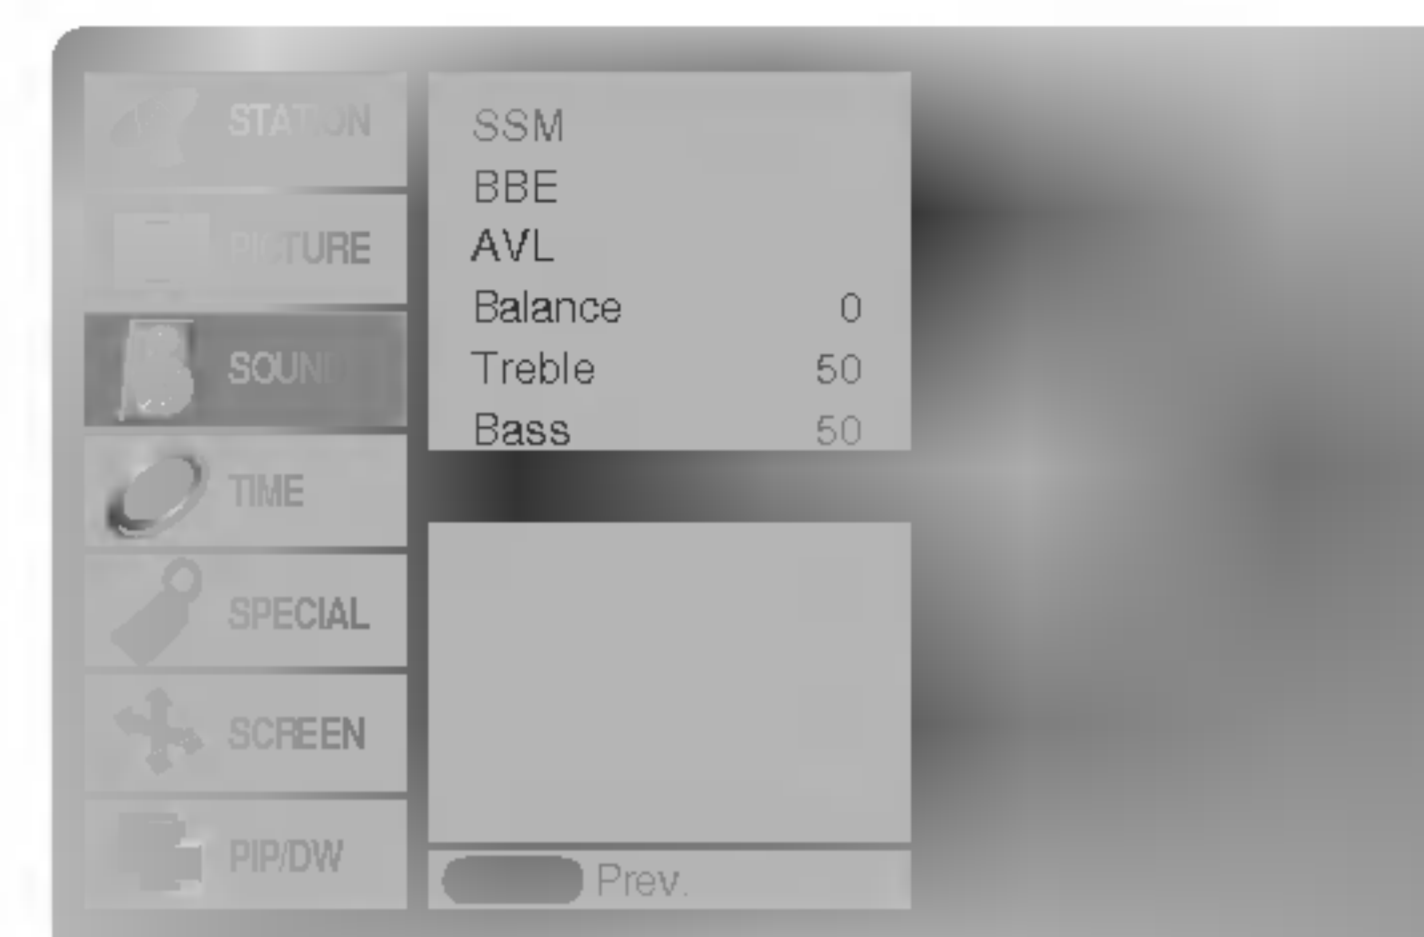 STATION
PICTURE
SOUND
TIME
SPECIAL
SCREEN
PIP/DW
SSM
BBE
AVL
Balance 0
Treble 50
Bass 50
Prev.